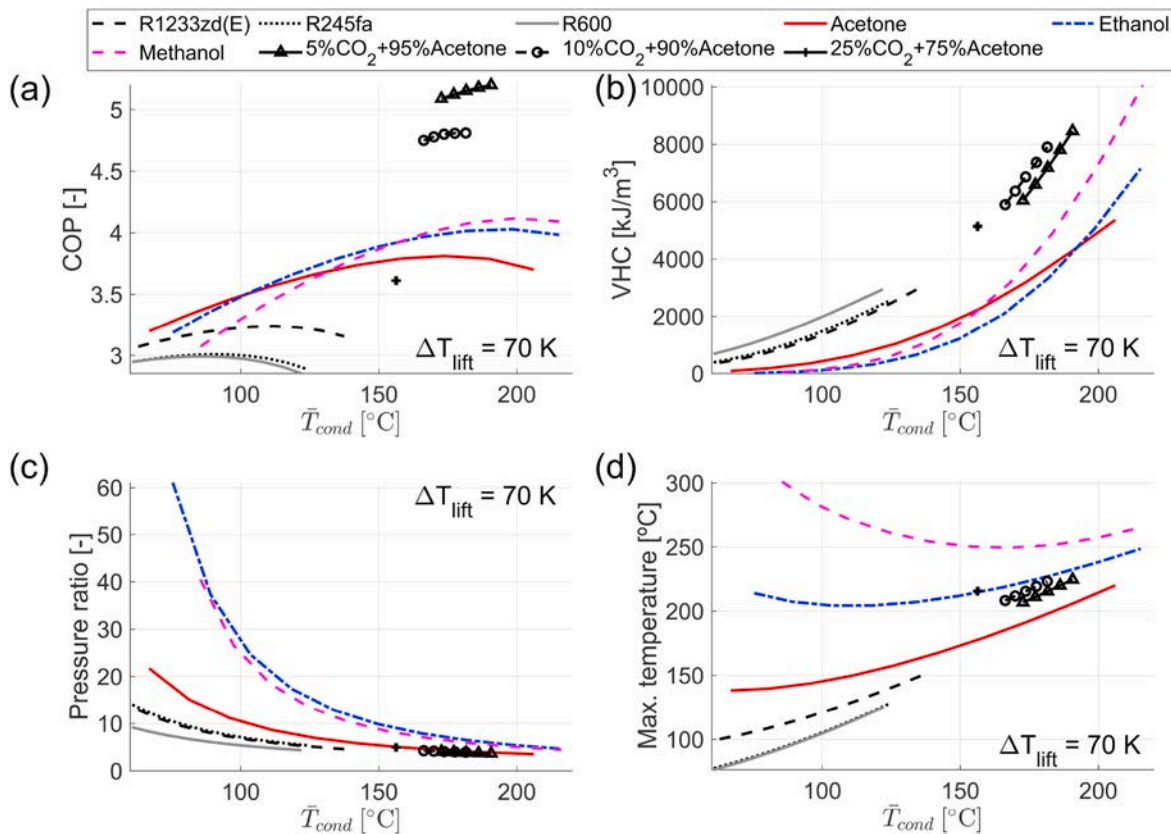 R1233zd(E) R245fa R600 Acetone Ethanol
Methanol 5%CO2+95%Acetone 10%CO2+90%Acetone 25%CO2+75%Acetone
(a)
COP [-]
5
4.5
4
3.5
3
ΔTlift = 70 K
100 150 200
T̄cond [°C]
(b)
VHC [kJ/m3]
10000
8000
6000
4000
2000
0
ΔTlift = 70 K
100 150 200
T̄cond [°C]
(c)
Pressure ratio [-]
60
50
40
30
20
10
0
ΔTlift = 70 K
100 150 200
T̄cond [°C]
(d)
Max. temperature [ºC]
300
250
200
150
100
ΔTlift = 70 K
100 150 200
T̄cond [°C]